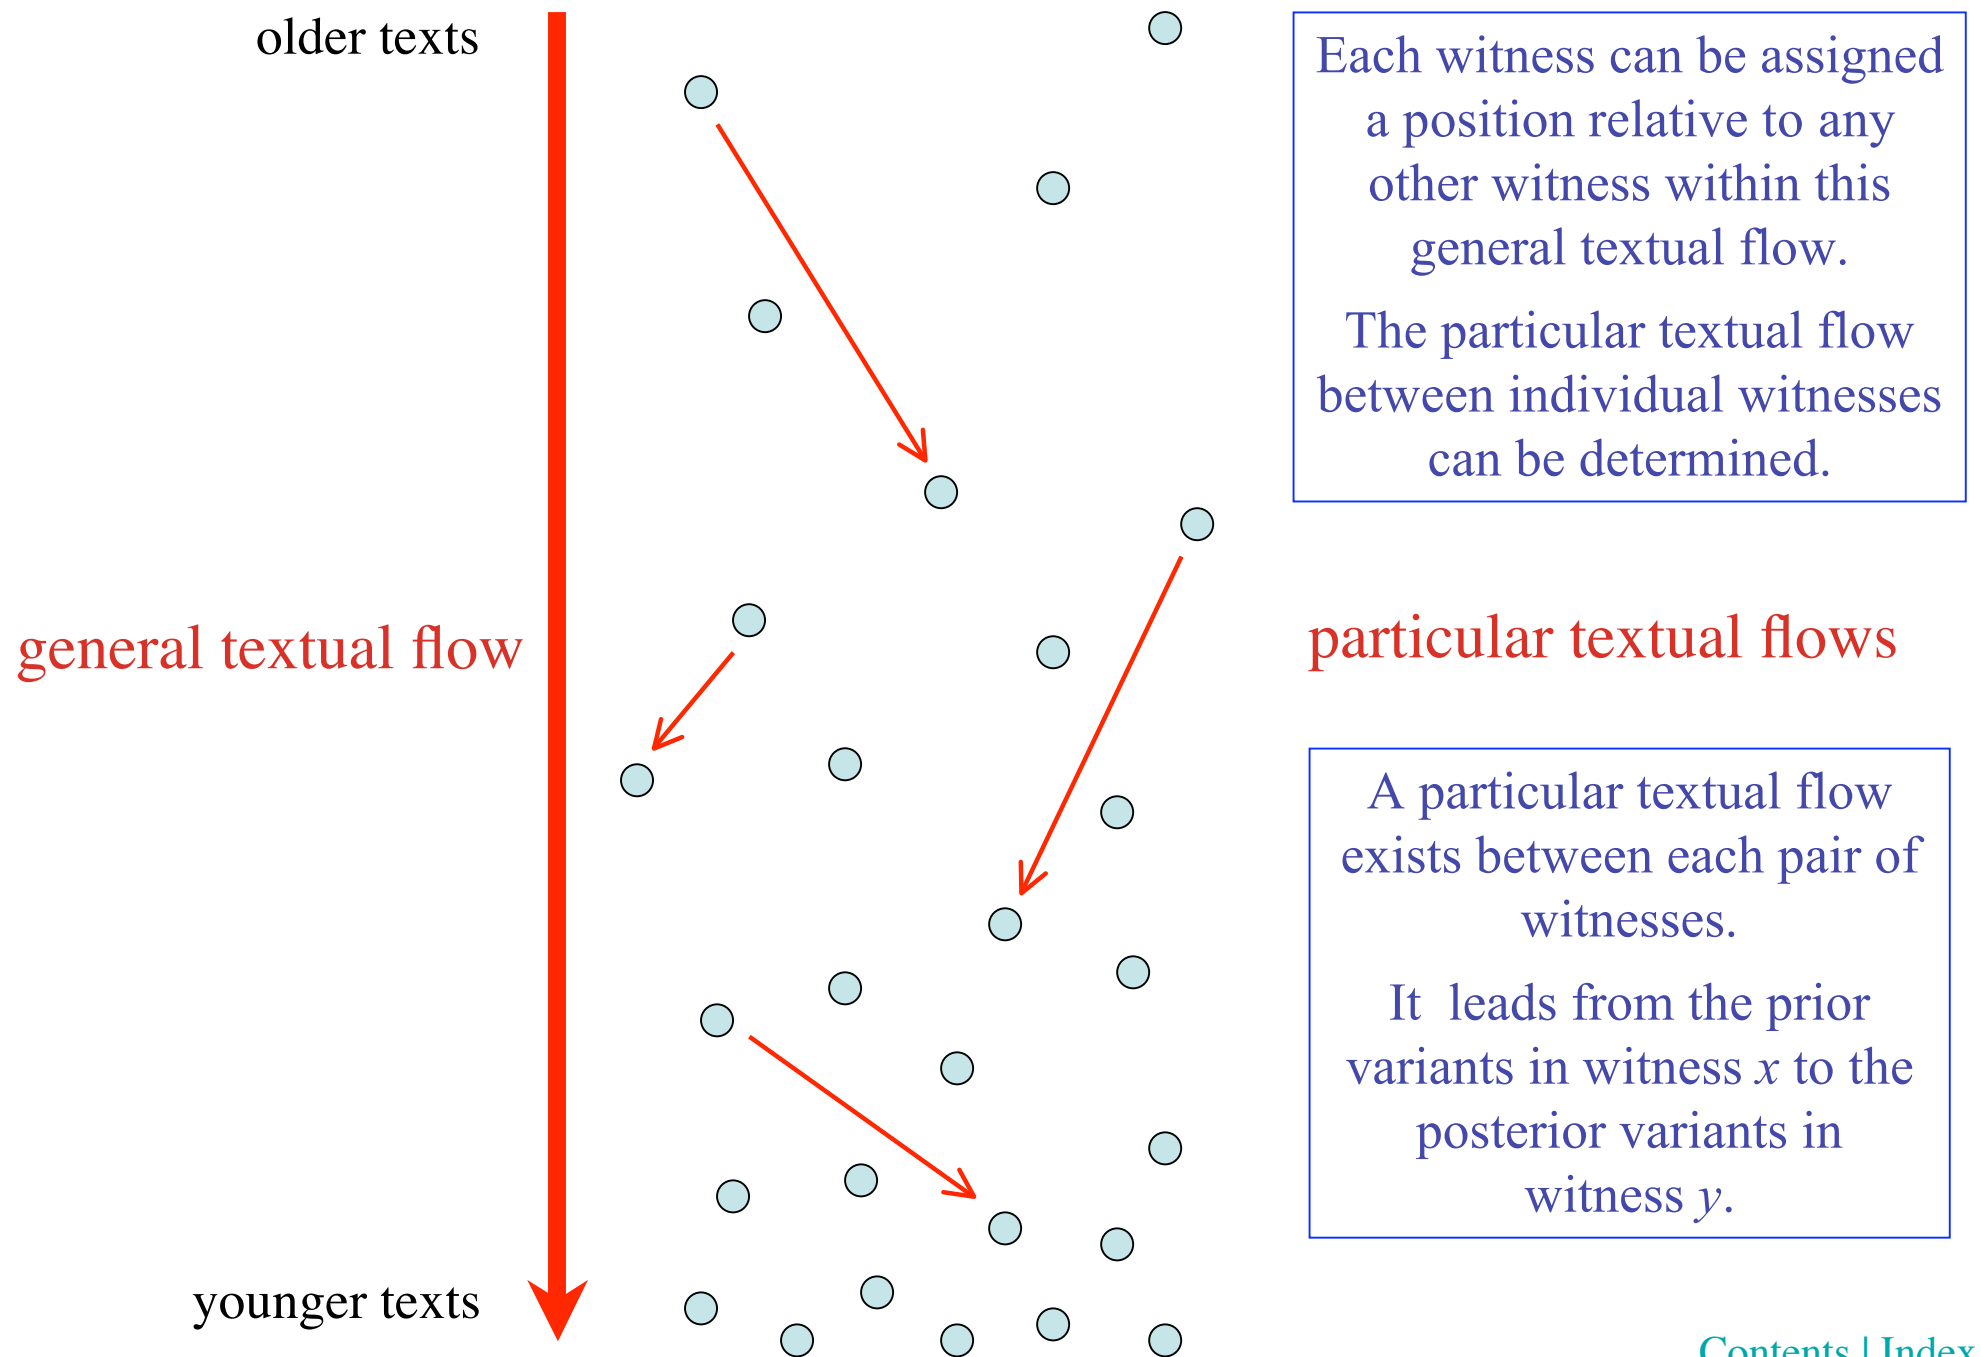 older texts
general textual flow
younger texts
Each witness can be assigned
a position relative to any
other witness within this
general textual flow.
The particular textual flow
between individual witnesses
can be determined.
particular textual flows
A particular textual flow
exists between each pair of
witnesses.
It  leads from the prior
variants in witness x to the
posterior variants in
witness y.
Contents | Index